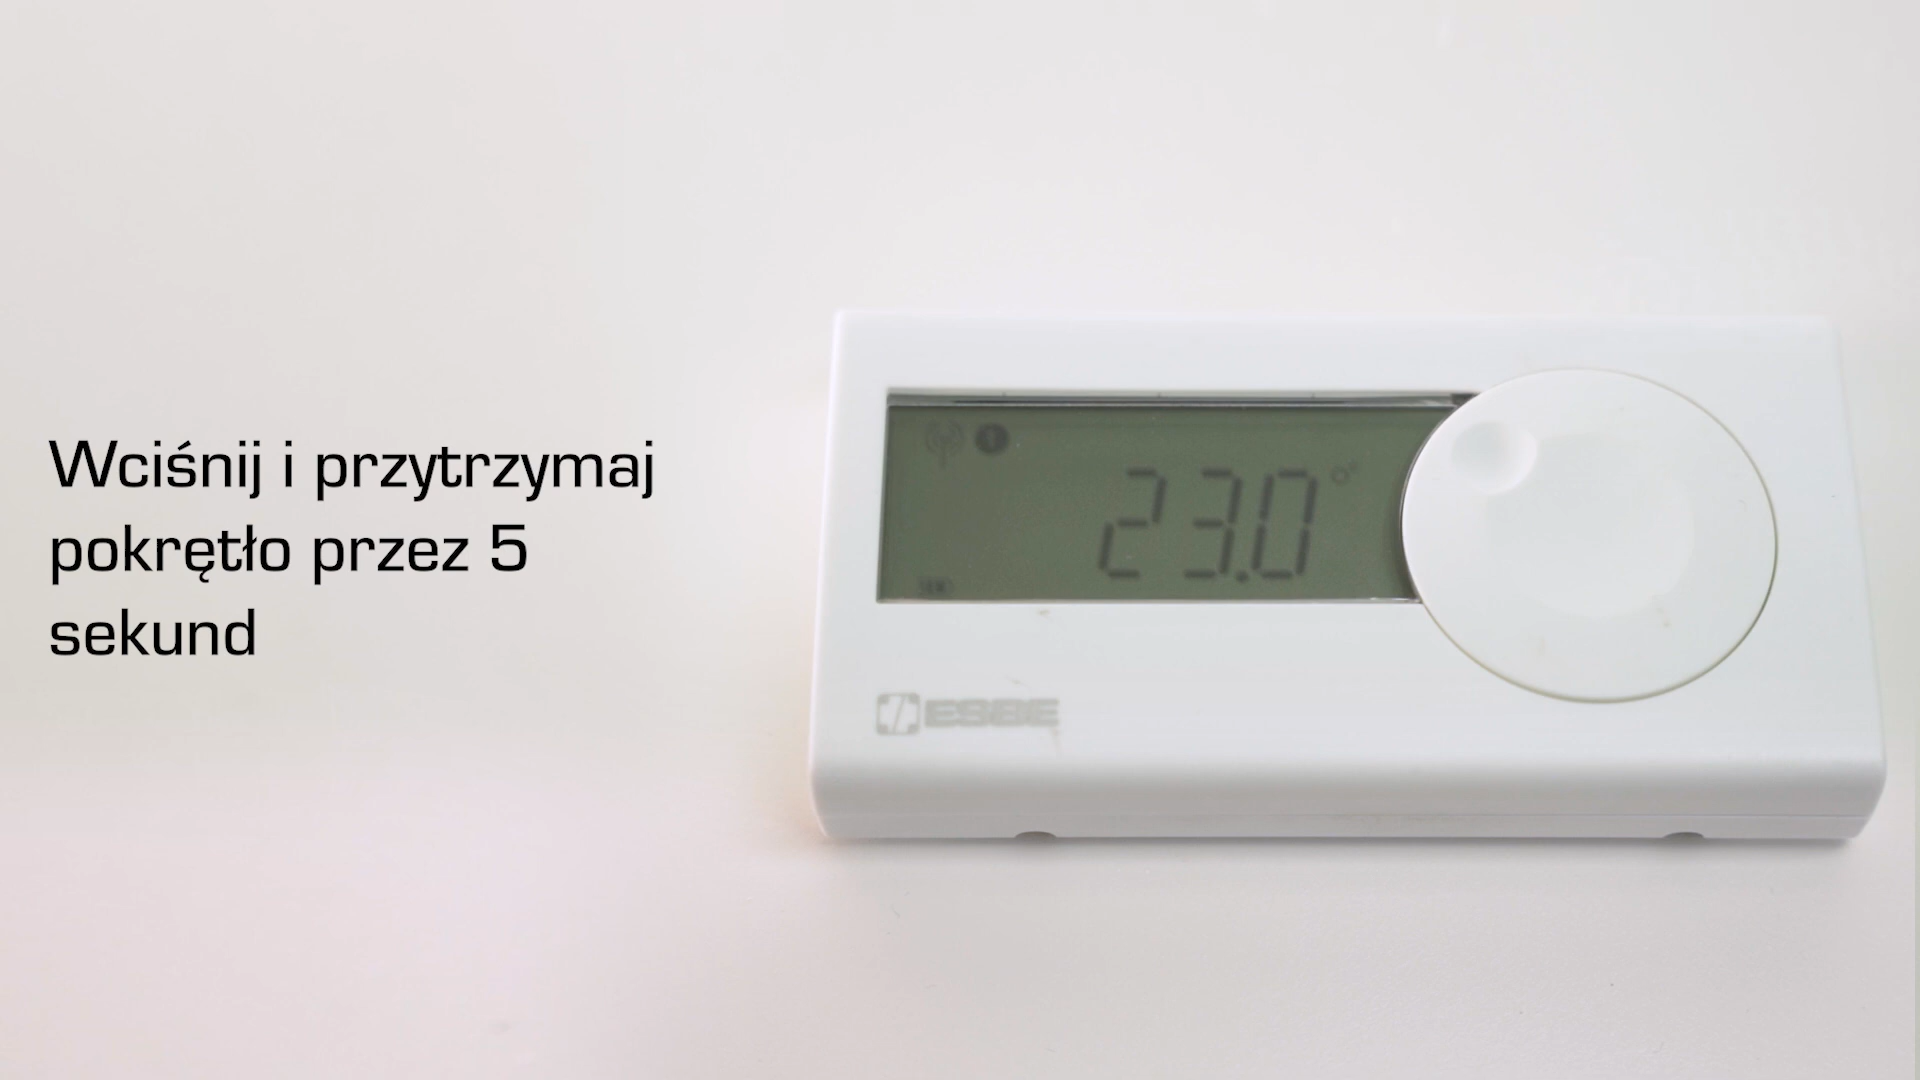 Wciśnij i przytrzymaj
pokrętło przez 5
sekund
23.0°
ESBE